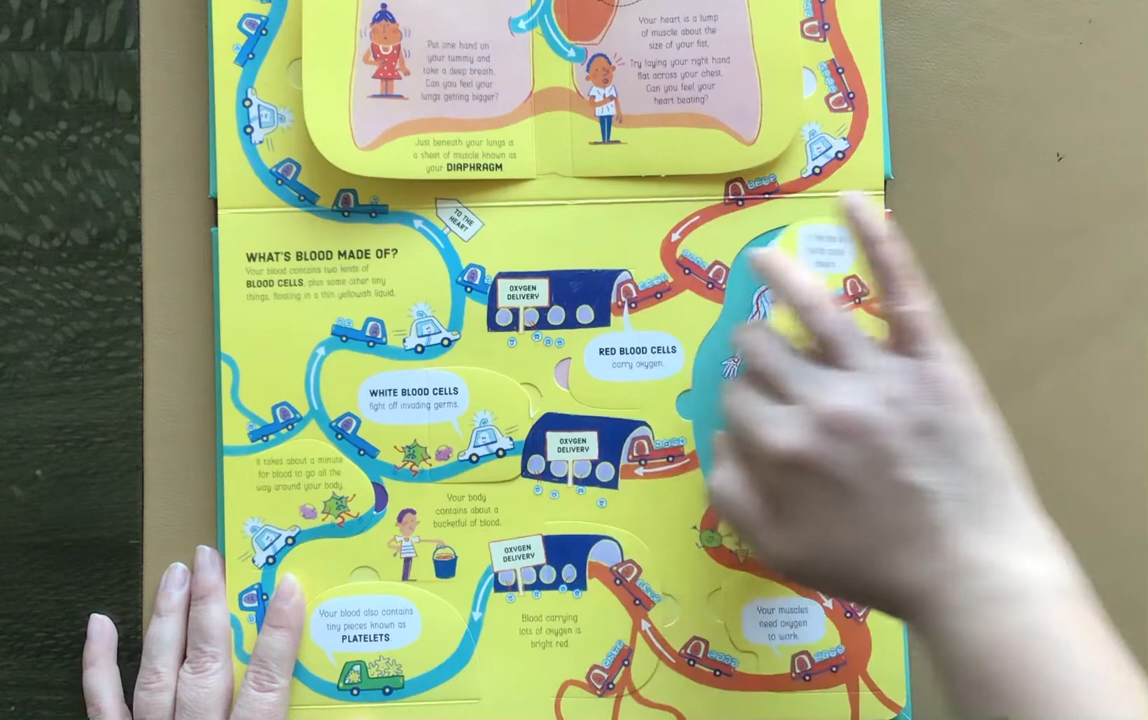 Put one hand on
your tummy and
take a deep breath.
Can you feel your
lungs getting bigger?
Your heart is a lump
of muscle about the
size of your fist.
Try laying your right hand
flat across your chest.
Can you feel your
heart beating?
Just beneath your lungs is
a sheet of muscle known as
your DIAPHRAGM
TO THE
HEART
WHAT'S BLOOD MADE OF?
Your blood contains two kinds of
BLOOD CELLS, plus some other tiny
things, floating in a thin yellowish liquid.
OXYGEN
DELIVERY
RED BLOOD CELLS
carry oxygen.
WHITE BLOOD CELLS
fight off invading germs.
OXYGEN
DELIVERY
It takes about a minute
for blood to go all the
way around your body.
Your body
contains about a
bucketful of blood.
OXYGEN
DELIVERY
Your blood also contains
tiny pieces known as
PLATELETS.
Blood carrying
lots of oxygen is
bright red.
Your muscles
need oxygen
to work.